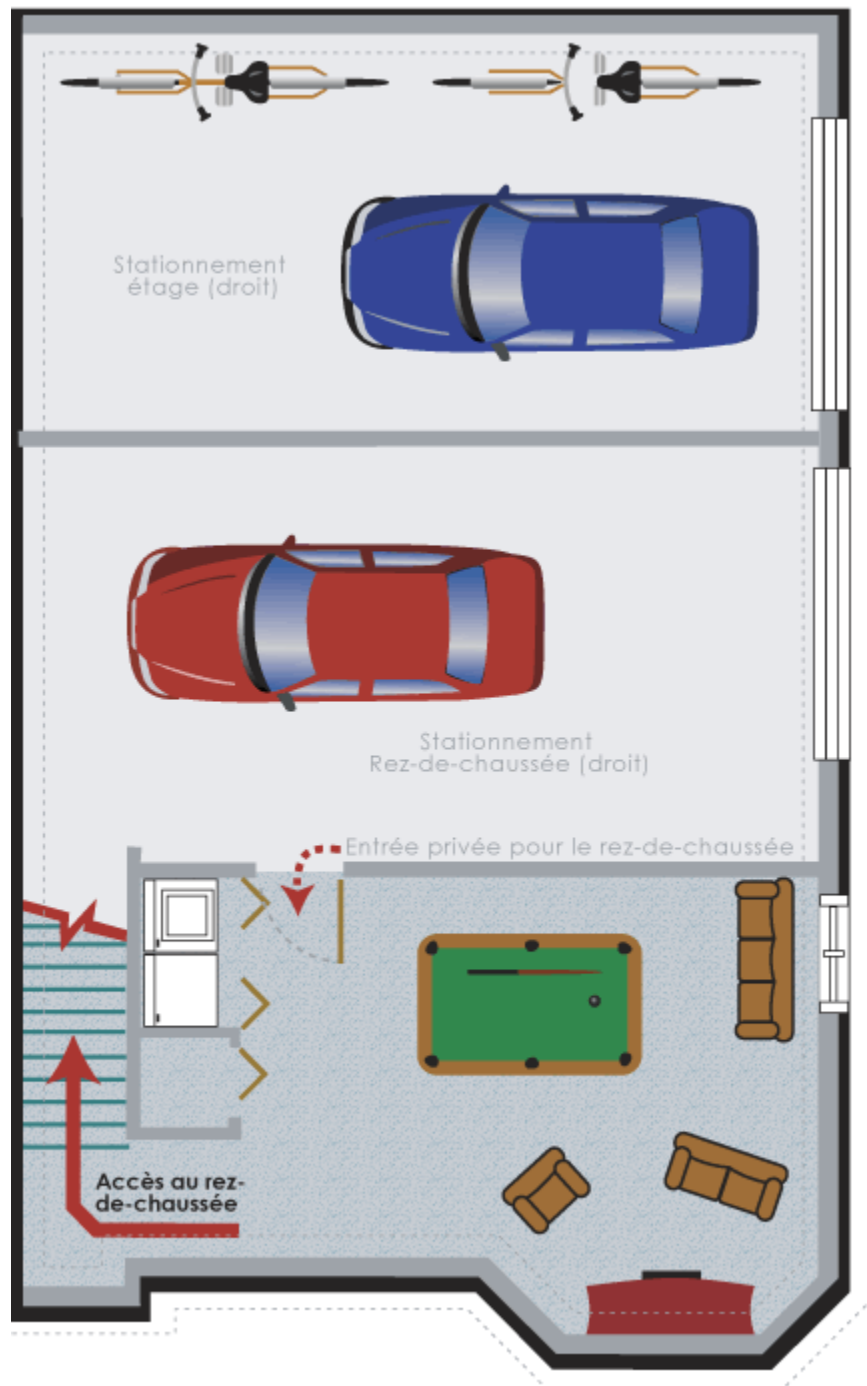 Stationnement
étage (droit)
Stationnement
Rez-de-chaussée (droit)
Entrée privée pour le rez-de-chaussée
Accès au rez-
de-chaussée